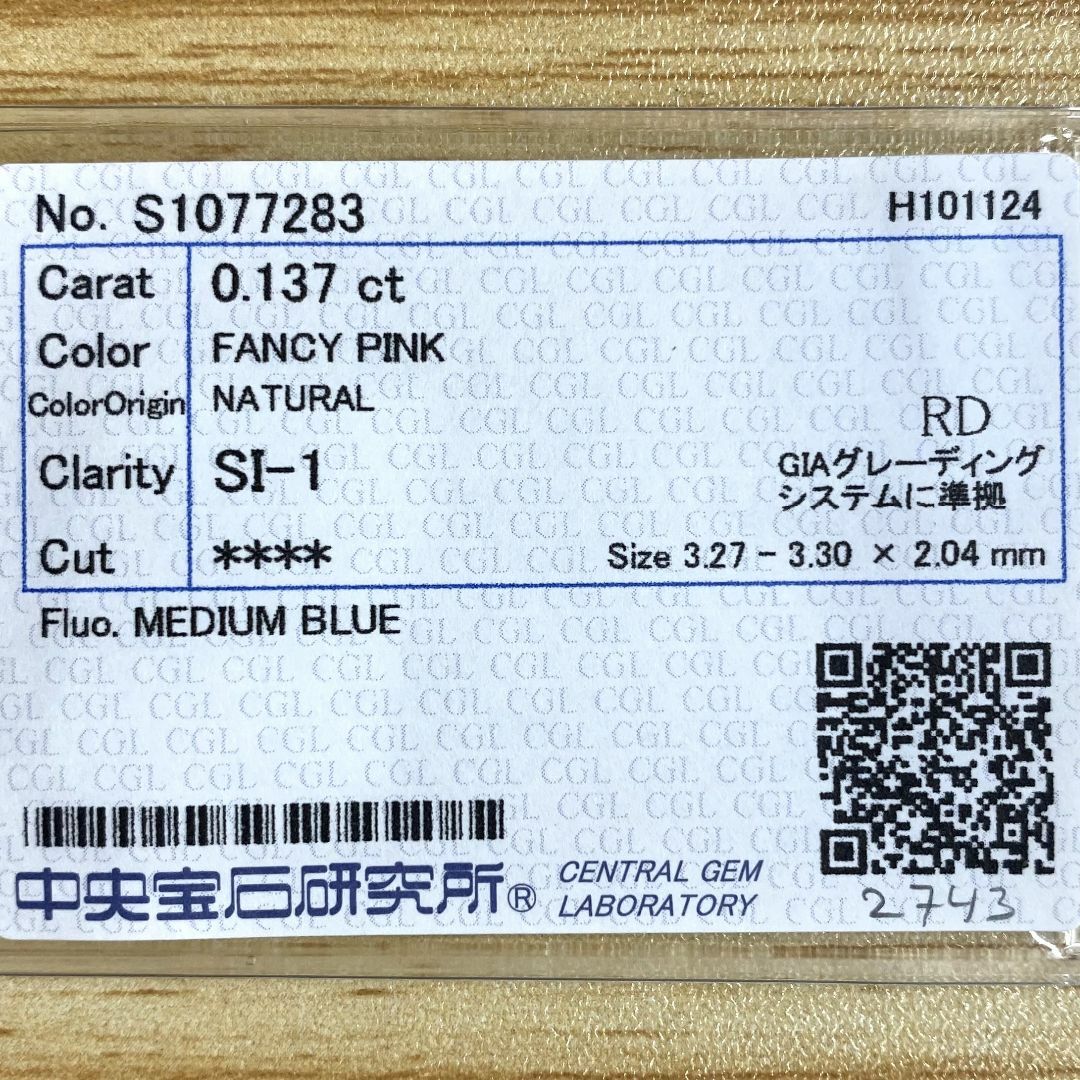 No. S1077283
H101124
Carat 0.137 ct
Color FANCY PINK
ColorOrigin NATURAL
RD
Clarity SI-1
GIAグレーディング
システムに準拠
Cut ****
Size 3.27 - 3.30 × 2.04 mm
Fluo. MEDIUM BLUE
中央宝石研究所®
CENTRAL GEM
LABORATORY
2743